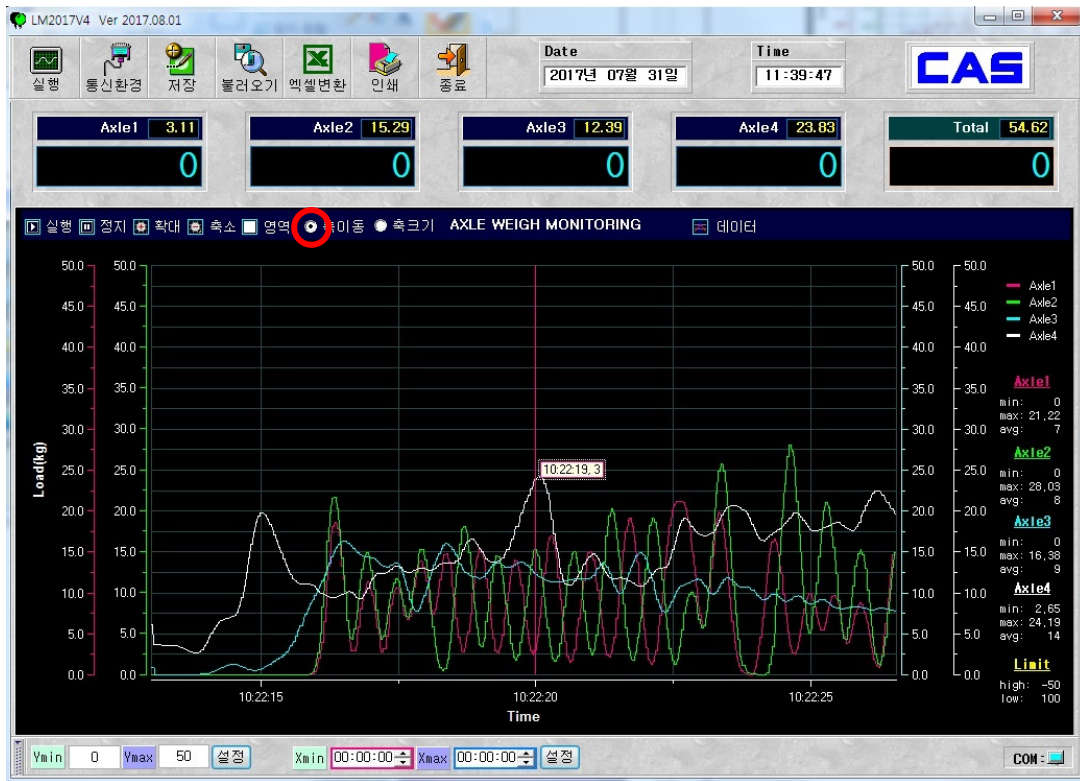 LM2017V4 Ver 2017.08.01
실행 통신환경 저장 불러오기 엑셀변환 인쇄 종료
Date
2017년 07월 31일
Time
11:39:47
CAS
Axle1 3.11
0
Axle2 15.29
0
Axle3 12.39
0
Axle4 23.83
0
Total 54.62
0
실행 정지 확대 축소 영역 축이동 축크기 AXLE WEIGH MONITORING 데이터
50.0 50.0 50.0 50.0
45.0 45.0 45.0 45.0
40.0 40.0 40.0 40.0
35.0 35.0 35.0 35.0
30.0 30.0 30.0 30.0
25.0 25.0 25.0 25.0
20.0 20.0 20.0 20.0
15.0 15.0 15.0 15.0
10.0 10.0 10.0 10.0
5.0 5.0 5.0 5.0
0.0 0.0 0.0 0.0
Load(kg)
10:22:19, 3
10:22:15 10:22:20 10:22:25
Time
Axle1
Axle2
Axle3
Axle4
Axle1
min: 0
max: 21,22
avg: 7
Axle2
min: 0
max: 28,03
avg: 8
Axle3
min: 0
max: 16,38
avg: 9
Axle4
min: 2,65
max: 24,19
avg: 14
Limit
high: -50
low: 100
Ymin 0 Ymax 50 설정 Xmin 00:00:00 Xmax 00:00:00 설정 COM :